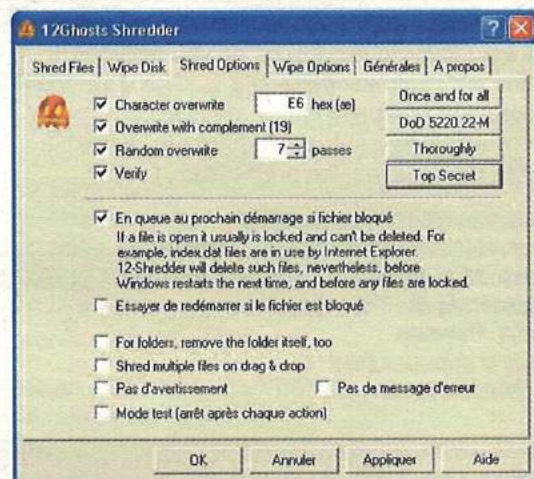 12Ghosts Shredder
Shred Files
Wipe Disk
Shred Options
Wipe Options
Générales
A propos
Character overwrite
E6 hex (æ)
Once and for all
Overwrite with complement (19)
DoD 5220.22-M
Random overwrite
7 passes
Thoroughly
Verify
Top Secret
En queue au prochain démarrage si fichier bloqué
If a file is open it usually is locked and can't be deleted. For
example, index.dat files are in use by Internet Explorer.
12-Shredder will delete such files, nevertheless, before
Windows restarts the next time, and before any files are locked.
Essayer de redémarrer si le fichier est bloqué
For folders, remove the folder itself, too
Shred multiple files on drag & drop
Pas d'avertissement
Pas de message d'erreur
Mode test (arrêt après chaque action)
OK
Annuler
Appliquer
Aide